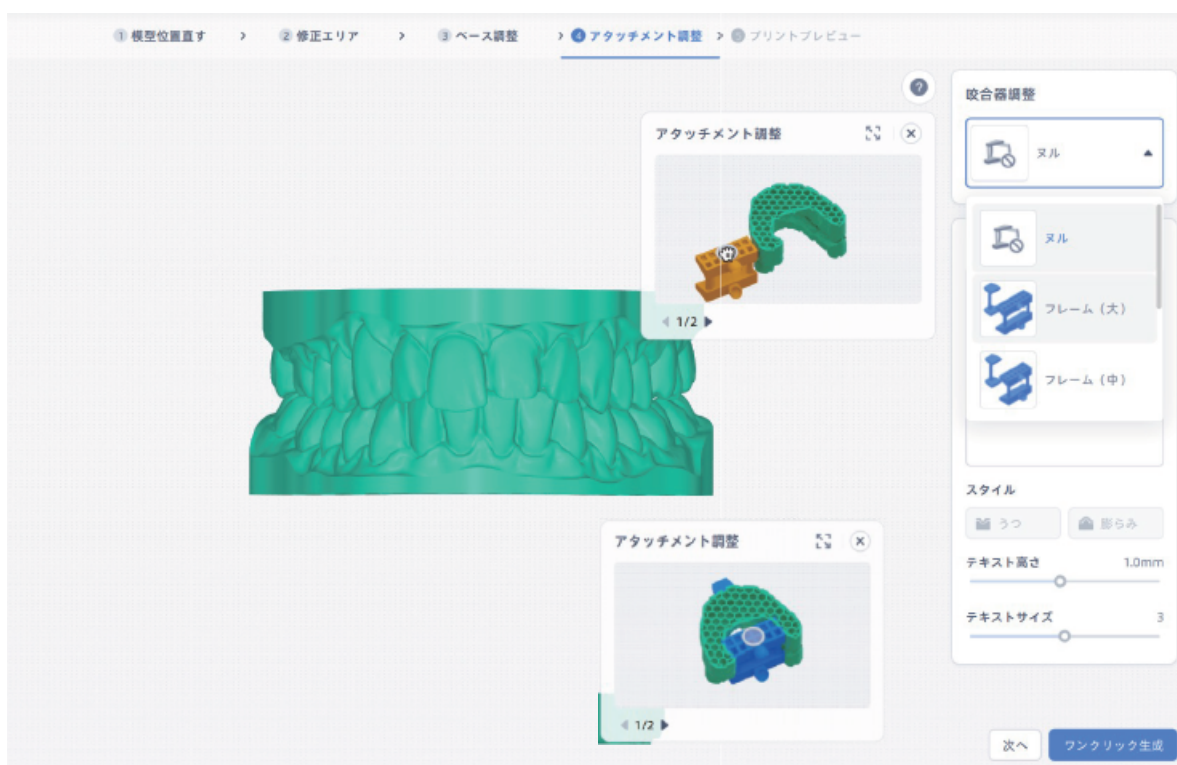 1 模型位置直す > 2 修正エリア > 3 ベース調整 > 4 アタッチメント調整 > 5 プリントプレビュー
?
咬合器調整
ヌル
ヌル
フレーム（大）
フレーム（中）
アタッチメント調整
1/2
スタイル
うつ
膨らみ
テキスト高さ 1.0mm
テキストサイズ 3
アタッチメント調整
1/2
次へ
ワンクリック生成